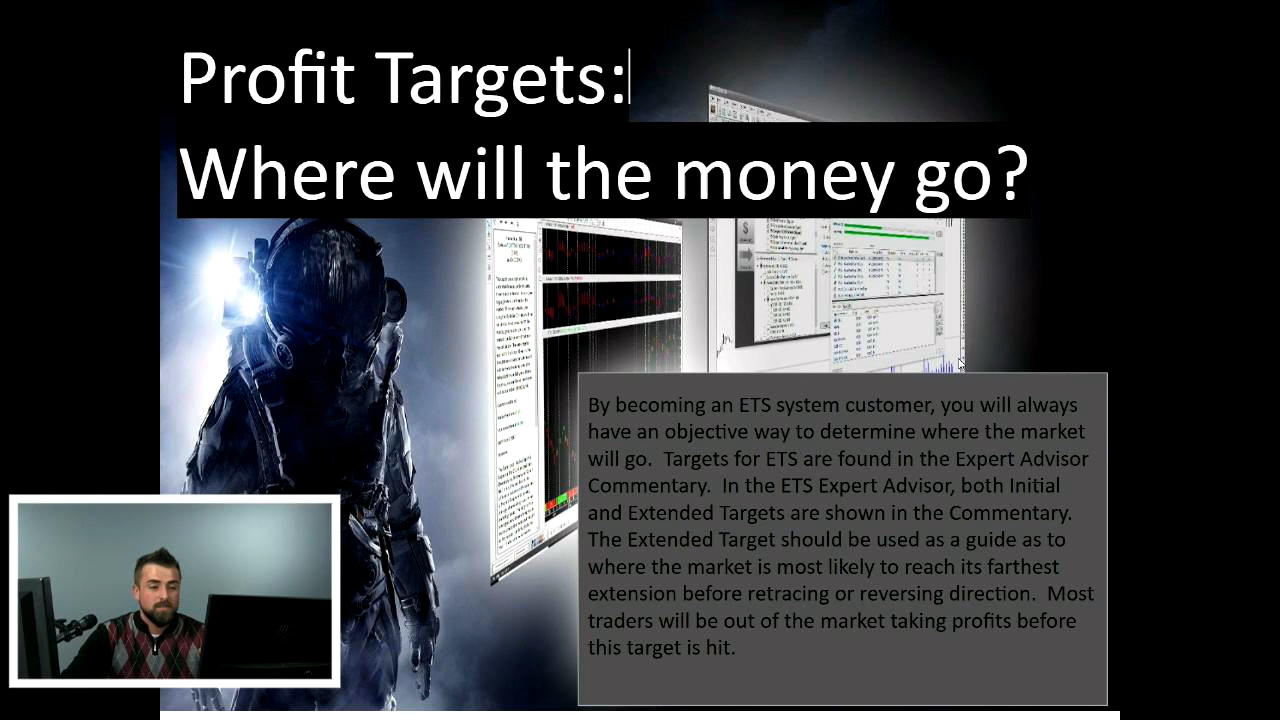 Profit Targets:
Where will the money go?
By becoming an ETS system customer, you will always
have an objective way to determine where the market
will go.  Targets for ETS are found in the Expert Advisor
Commentary.  In the ETS Expert Advisor, both Initial
and Extended Targets are shown in the Commentary.
The Extended Target should be used as a guide as to
where the market is most likely to reach its farthest
extension before retracing or reversing direction.  Most
traders will be out of the market taking profits before
this target is hit.